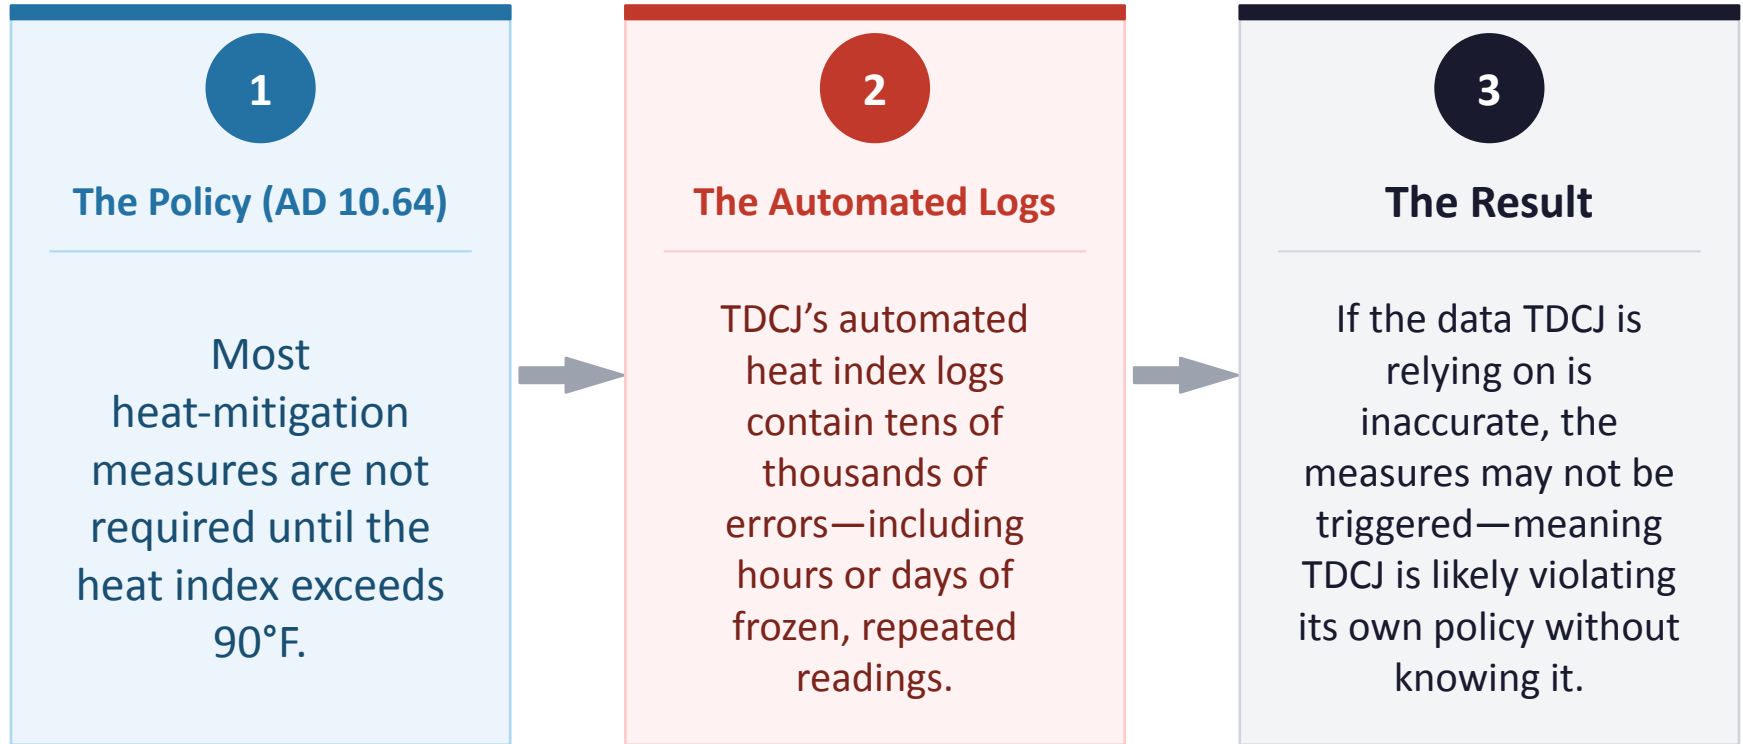 1
The Policy (AD 10.64)
Most
heat-mitigation
measures are not
required until the
heat index exceeds
90°F.
2
The Automated Logs
TDCJ’s automated
heat index logs
contain tens of
thousands of
errors—including
hours or days of
frozen, repeated
readings.
3
The Result
If the data TDCJ is
relying on is
inaccurate, the
measures may not be
triggered—meaning
TDCJ is likely violating
its own policy without
knowing it.